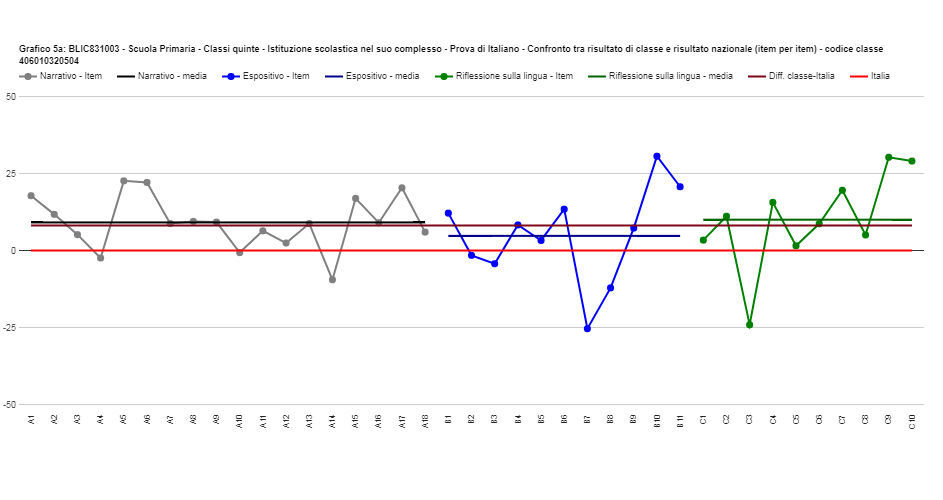 Grafico 5a: BLIC831003 - Scuola Primaria - Classi quinte - Istituzione scolastica nel suo complesso - Prova di Italiano - Confronto tra risultato di classe e risultato nazionale (item per item) - codice classe
406010320504
Narrativo - Item Narrativo - media Espositivo - Item Espositivo - media Riflessione sulla lingua - Item Riflessione sulla lingua - media Diff. classe-Italia Italia
50
25
0
-25
-50
A1 A2 A3 A4 A5 A6 A7 A8 A9 A10 A11 A12 A13 A14 A15 A16 A17 A18 B1 B2 B3 B4 B5 B6 B7 B8 B9 B10 B11 C1 C2 C3 C4 C5 C6 C7 C8 C9 C10